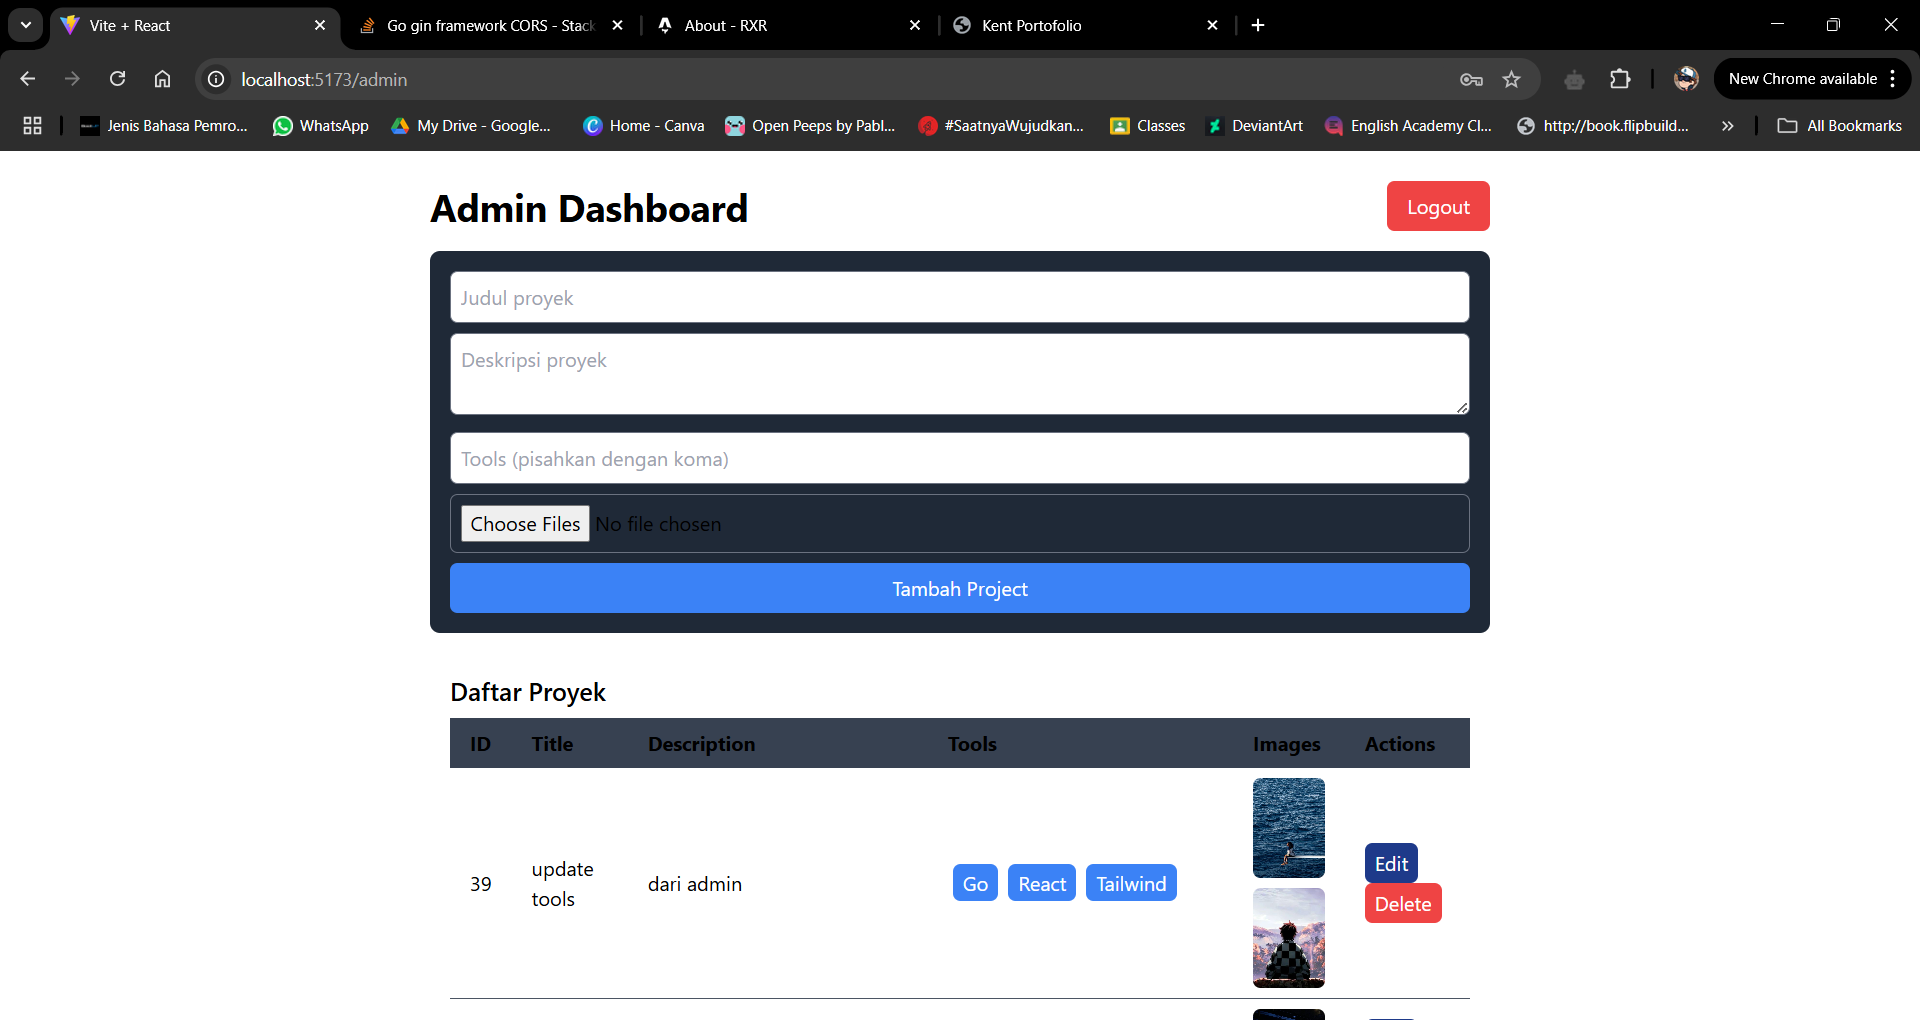 Vite + React
Go gin framework CORS - Stack
About - RXR
Kent Portofolio
localhost:5173/admin
New Chrome available
Jenis Bahasa Pemro...
WhatsApp
My Drive - Google...
Home - Canva
Open Peeps by Pabl...
#SaatnyaWujudkan...
Classes
DeviantArt
English Academy Cl...
http://book.flipbuild...
All Bookmarks
Admin Dashboard
Logout
Judul proyek
Deskripsi proyek
Tools (pisahkan dengan koma)
Choose Files No file chosen
Tambah Project
Daftar Proyek
ID Title Description Tools Images Actions
39 update tools dari admin Go React Tailwind Edit
Delete